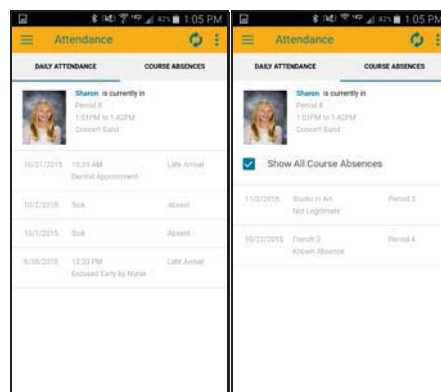 42% 1:05 PM
Attendance
DAILY ATTENDANCE COURSE ABSENCES
Sharon is currently in
Period 8
1:01PM to 1:42PM
Concert Band
10/21/2015 10:35 AM Late Arrival
Dentist Appointment
10/2/2015 Sick Absent
10/1/2015 Sick Absent
9/30/2015 12:20 PM Late Arrival
Excused Early by Nurse
42% 1:05 PM
Attendance
DAILY ATTENDANCE COURSE ABSENCES
Sharon is currently in
Period 8
1:01PM to 1:42PM
Concert Band
Show All Course Absences
11/2/2015 Studio in Art Period 3
Not Legitimate
10/22/2015 French 2 Period 4
Known Absence